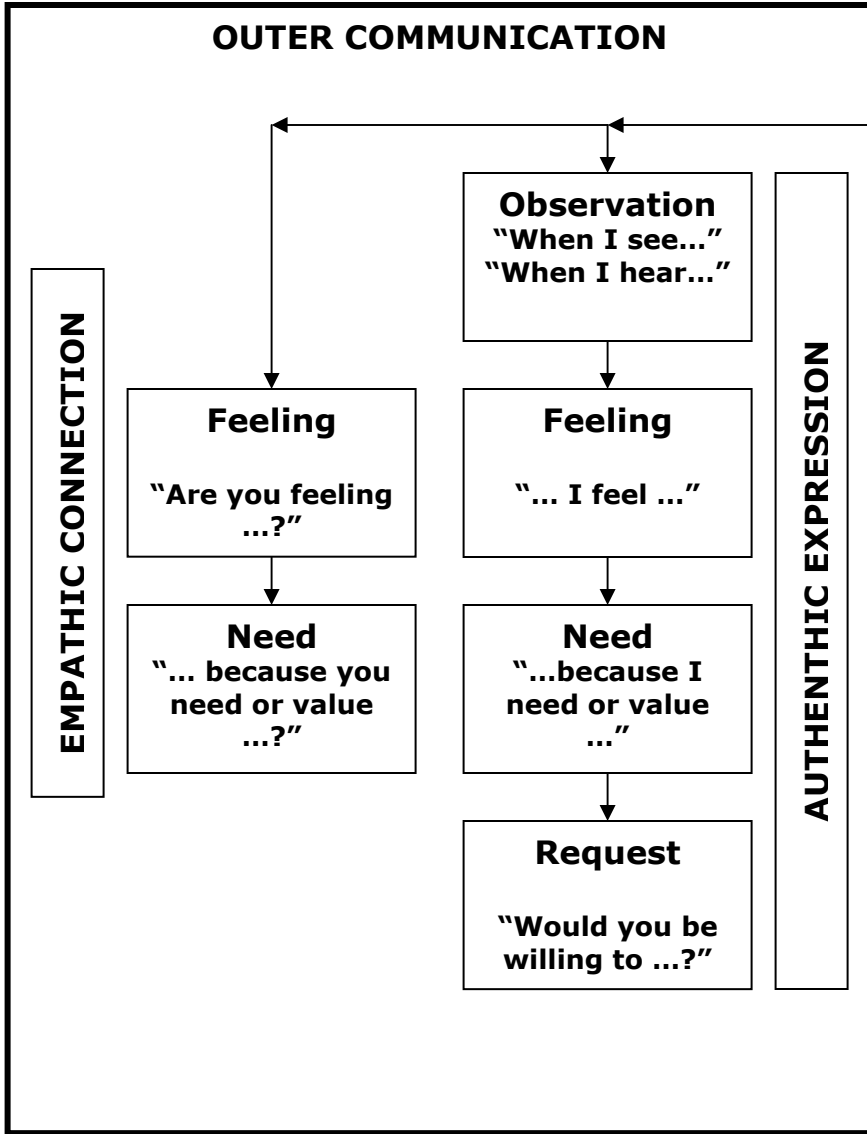 OUTER COMMUNICATION
EMPATHIC CONNECTION
Feeling
“Are you feeling
…?”
Need
“… because you
need or value
…?”
Observation
“When I see…”
“When I hear…”
Feeling
“… I feel …”
Need
“…because I
need or value
…”
Request
“Would you be
willing to …?”
AUTHENTHIC EXPRESSION